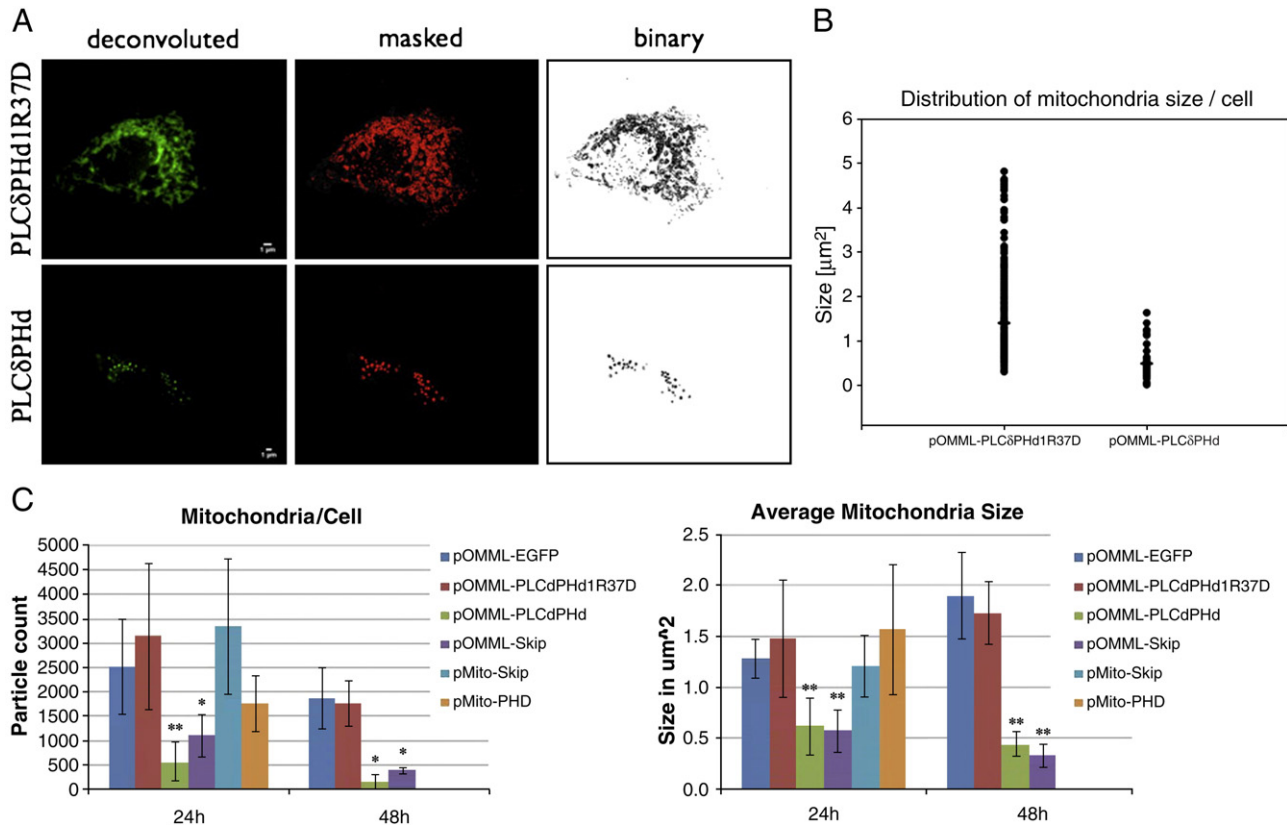 A
deconvoluted masked binary
PLCδPHd1R37D
1 µm
PLCδPHd
1 µm
B
Distribution of mitochondria size / cell
6
5
4
3
2
1
0
Size [µm²]
pOMML-PLCδPHd1R37D pOMML-PLCδPHd
C
Mitochondria/Cell
5000
4500
4000
3500
3000
2500
2000
1500
1000
500
0
Particle count
** * * *
24h 48h
pOMML-EGFP
pOMML-PLCdPHd1R37D
pOMML-PLCdPHd
pOMML-Skip
pMito-Skip
pMito-PHD
Average Mitochondria Size
2.5
2.0
1.5
1.0
0.5
0.0
Size in um^2
** ** ** **
24h 48h
pOMML-EGFP
pOMML-PLCdPHd1R37D
pOMML-PLCdPHd
pOMML-Skip
pMito-Skip
pMito-PHD